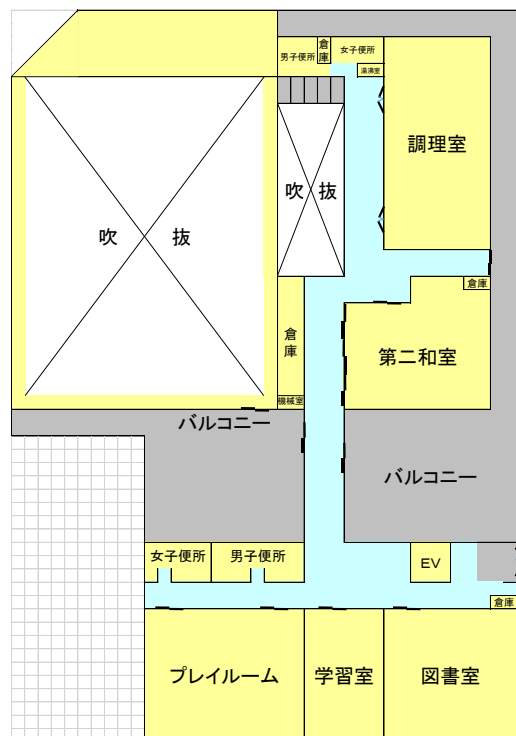 男子便所
倉庫
女子便所
湯沸室
調理室
吹 抜
吹 抜
倉庫
倉庫
第二和室
機械室
バルコニー
バルコニー
女子便所
男子便所
EV
倉庫
プレイルーム
学習室
図書室